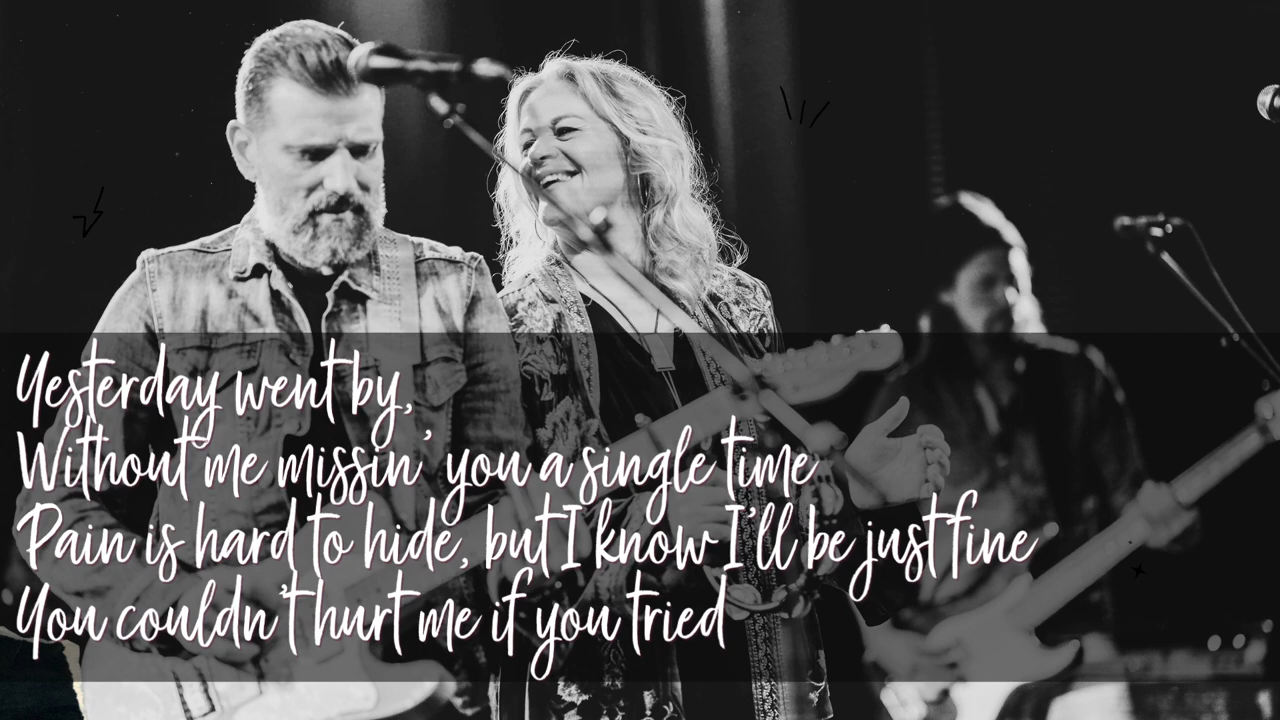 Yesterday went by,
Without me missin' you a single time
Pain is hard to hide, but I know I'll be just fine
You couldn't hurt me if you tried